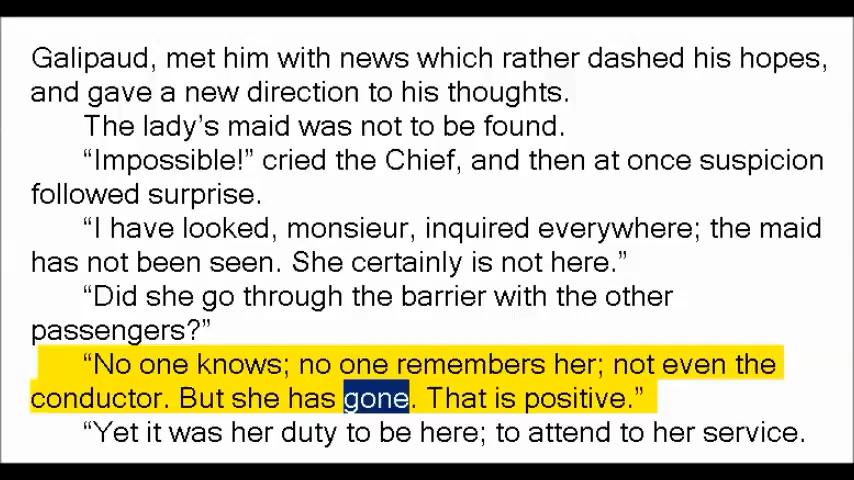 Galipaud, met him with news which rather dashed his hopes,
and gave a new direction to his thoughts.
The lady’s maid was not to be found.
“Impossible!” cried the Chief, and then at once suspicion
followed surprise.
“I have looked, monsieur, inquired everywhere; the maid
has not been seen. She certainly is not here.”
“Did she go through the barrier with the other
passengers?”
“No one knows; no one remembers her; not even the
conductor. But she has gone. That is positive.”
“Yet it was her duty to be here; to attend to her service.